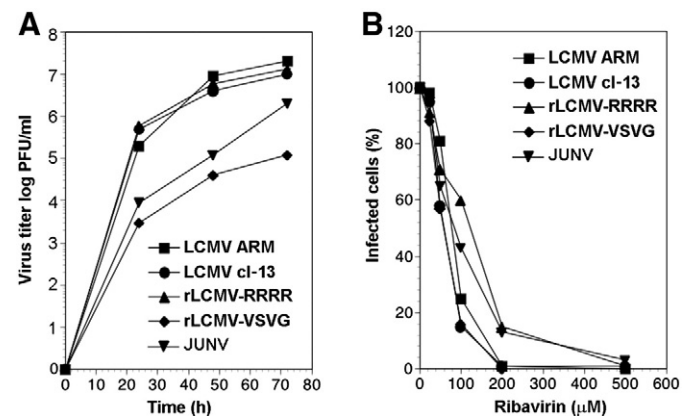 A
Virus titer log PFU/ml
8
7
6
5
4
3
2
1
0
0 10 20 30 40 50 60 70 80
Time (h)
LCMV ARM
LCMV cl-13
rLCMV-RRRR
rLCMV-VSVG
JUNV
B
Infected cells (%)
120
100
80
60
40
20
0
0 100 200 300 400 500 600
Ribavirin (μM)
LCMV ARM
LCMV cl-13
rLCMV-RRRR
rLCMV-VSVG
JUNV